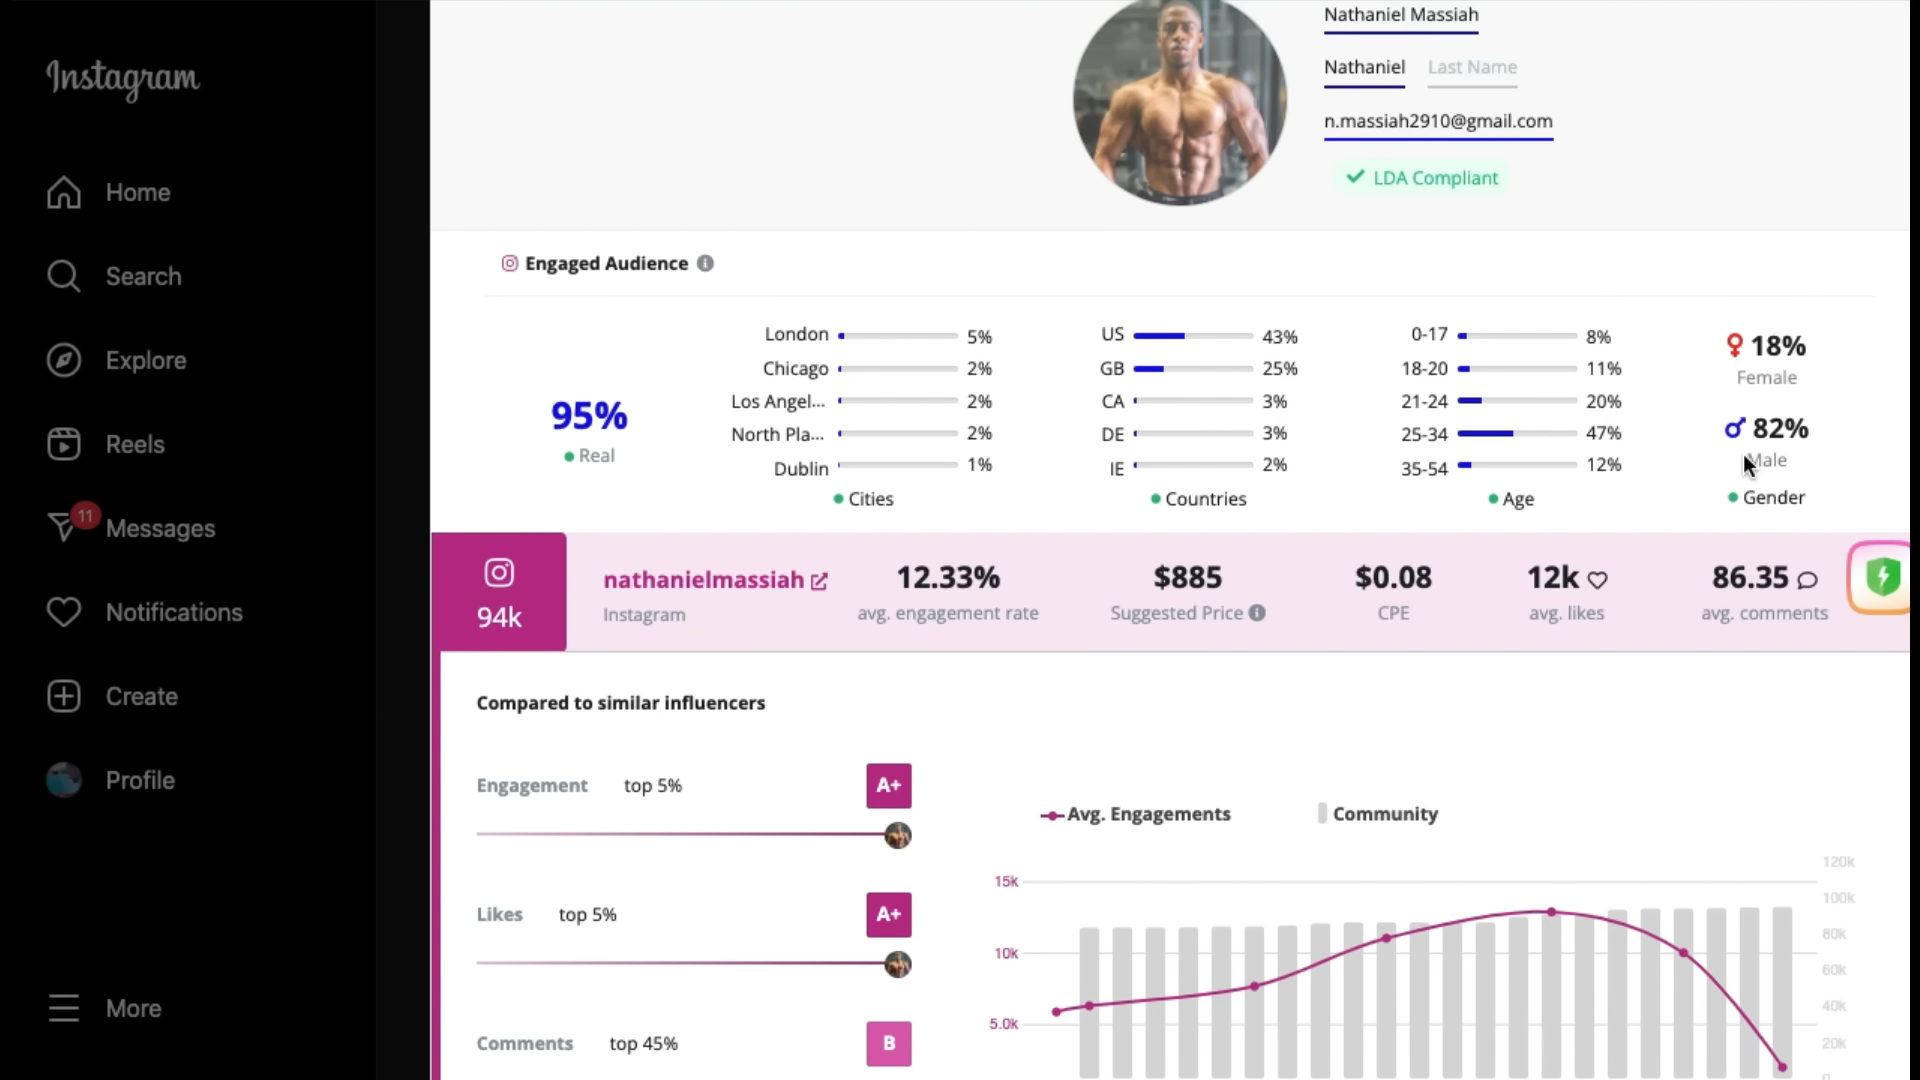 Instagram
Home
Search
Explore
Reels
11
Messages
Notifications
Create
Profile
More
Nathaniel Massiah
Nathaniel Last Name
n.massiah2910@gmail.com
LDA Compliant
Engaged Audience
95%
Real
London 5%
Chicago 2%
Los Angel... 2%
North Pla... 2%
Dublin 1%
Cities
US 43%
GB 25%
CA 3%
DE 3%
IE 2%
Countries
0-17 8%
18-20 11%
21-24 20%
25-34 47%
35-54 12%
Age
18%
Female
82%
Male
Gender
94k
nathanielmassiah
Instagram
12.33%
avg. engagement rate
$885
Suggested Price
$0.08
CPE
12k
avg. likes
86.35
avg. comments
Compared to similar influencers
Engagement top 5% A+
Likes top 5% A+
Comments top 45% B
Avg. Engagements Community
15k
10k
5.0k
120k
100k
80k
60k
40k
20k